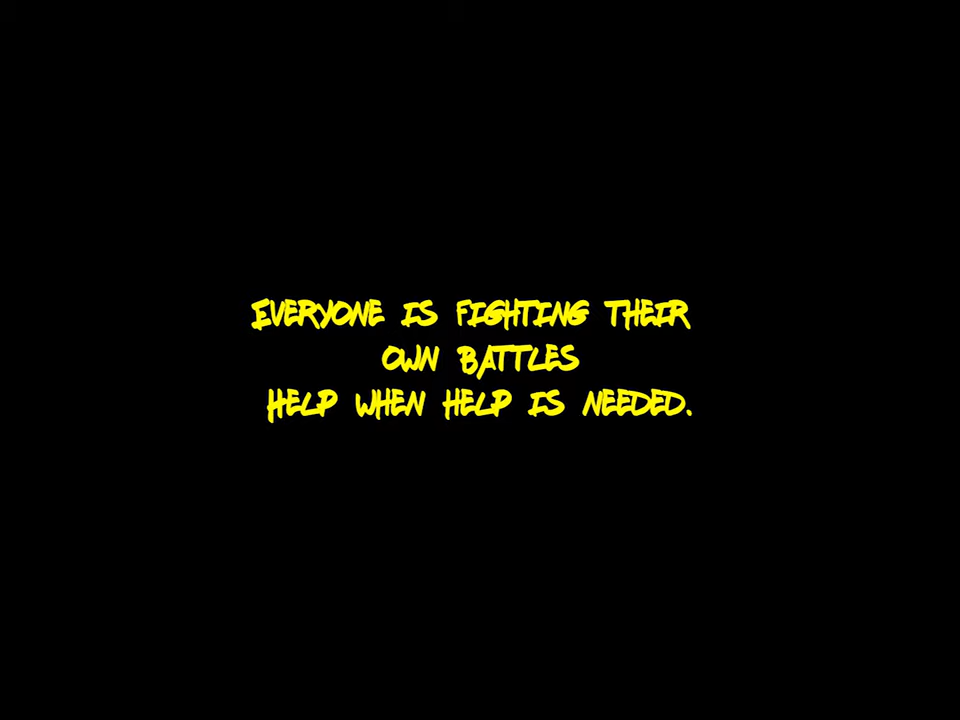 Everyone is fighting their
own battles
Help when help is needed.